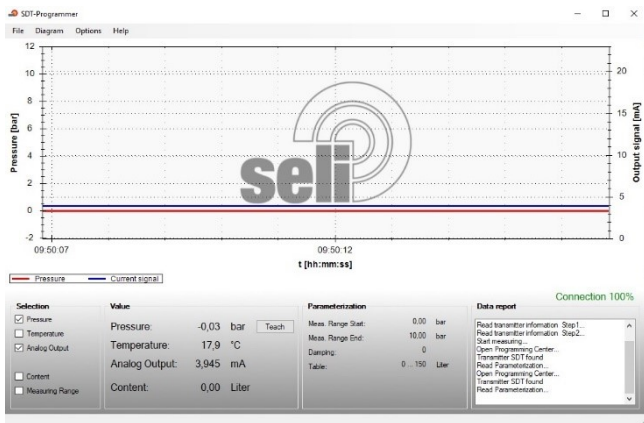 SDT-Programmer
File Diagram Options Help
12
10
8
6
4
2
0
-2
Pressure [bar]
20
15
10
5
0
Output signal [mA]
seli
09:50:07 09:50:12
t [hh:mm:ss]
Pressure Current signal
Connection 100%
Selection
Pressure
Temperature
Analog Output
Content
Measuring Range
Value
Pressure: -0,03 bar Teach
Temperature: 17,9 °C
Analog Output: 3,945 mA
Content: 0,00 Liter
Parameterization
Meas. Range Start: 0.00 bar
Meas. Range End: 10.00 bar
Damping: 0
Table: 0 ... 150 Liter
Data report
Read transmitter information Step1...
Read transmitter information Step2...
Start measuring...
Open Programming Center...
Transmitter SDT found
Read Parameterization...
Open Programming Center...
Transmitter SDT found
Read Parameterization...